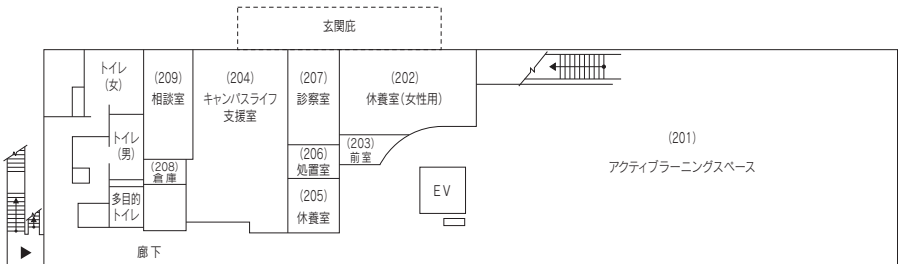 玄関庇
トイレ
(女)
(209)
相談室
(204)
キャンパスライフ
支援室
(207)
診察室
(202)
休養室(女性用)
(201)
アクティブラーニングスペース
トイレ
(男)
(203)
前室
(206)
処置室
(208)
倉庫
EV
多目的
トイレ
(205)
休養室
廊下